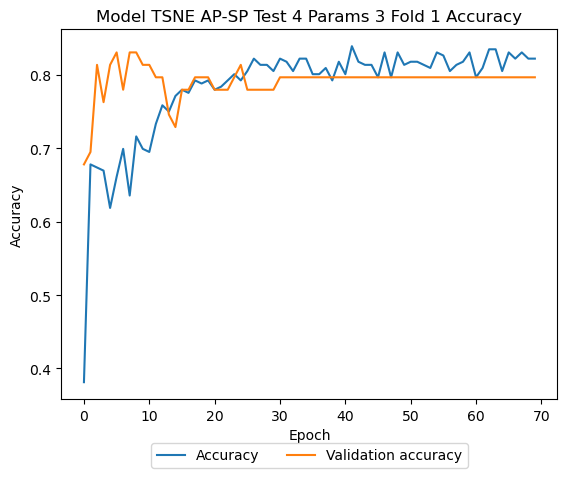 Model TSNE AP-SP Test 4 Params 3 Fold 1 Accuracy
Accuracy
0.8
0.7
0.6
0.5
0.4
0 10 20 30 40 50 60 70
Epoch
Accuracy Validation accuracy